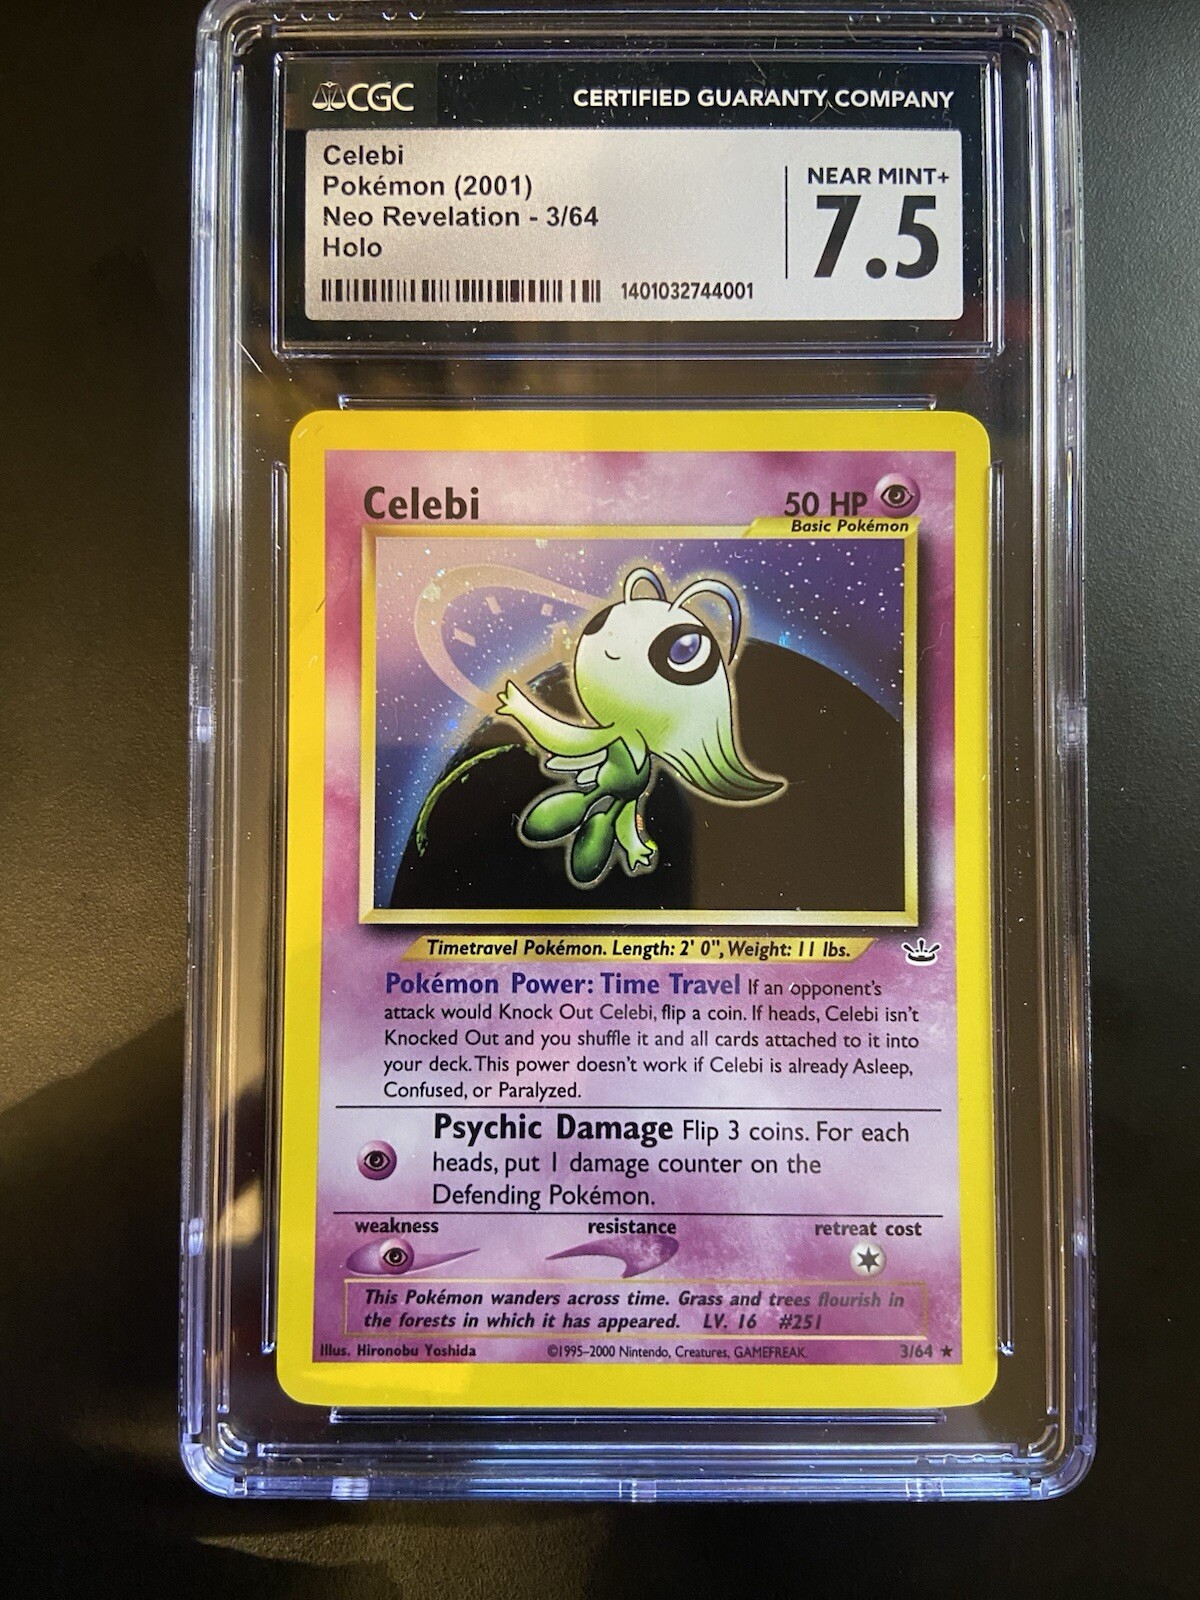 CGC
CERTIFIED GUARANTY COMPANY
Celebi
Pokémon (2001)
Neo Revelation - 3/64
Holo
1401032744001
NEAR MINT+
7.5
Celebi
50 HP
Basic Pokémon
Timetravel Pokémon. Length: 2' 0", Weight: 11 lbs.
Pokémon Power: Time Travel If an opponent's
attack would Knock Out Celebi, flip a coin. If heads, Celebi isn't
Knocked Out and you shuffle it and all cards attached to it into
your deck. This power doesn't work if Celebi is already Asleep,
Confused, or Paralyzed.
Psychic Damage Flip 3 coins. For each
heads, put 1 damage counter on the
Defending Pokémon.
weakness
resistance
retreat cost
This Pokémon wanders across time. Grass and trees flourish in
the forests in which it has appeared. LV. 16 #251
Illus. Hironobu Yoshida
©1995-2000 Nintendo, Creatures, GAMEFREAK.
3/64 ★